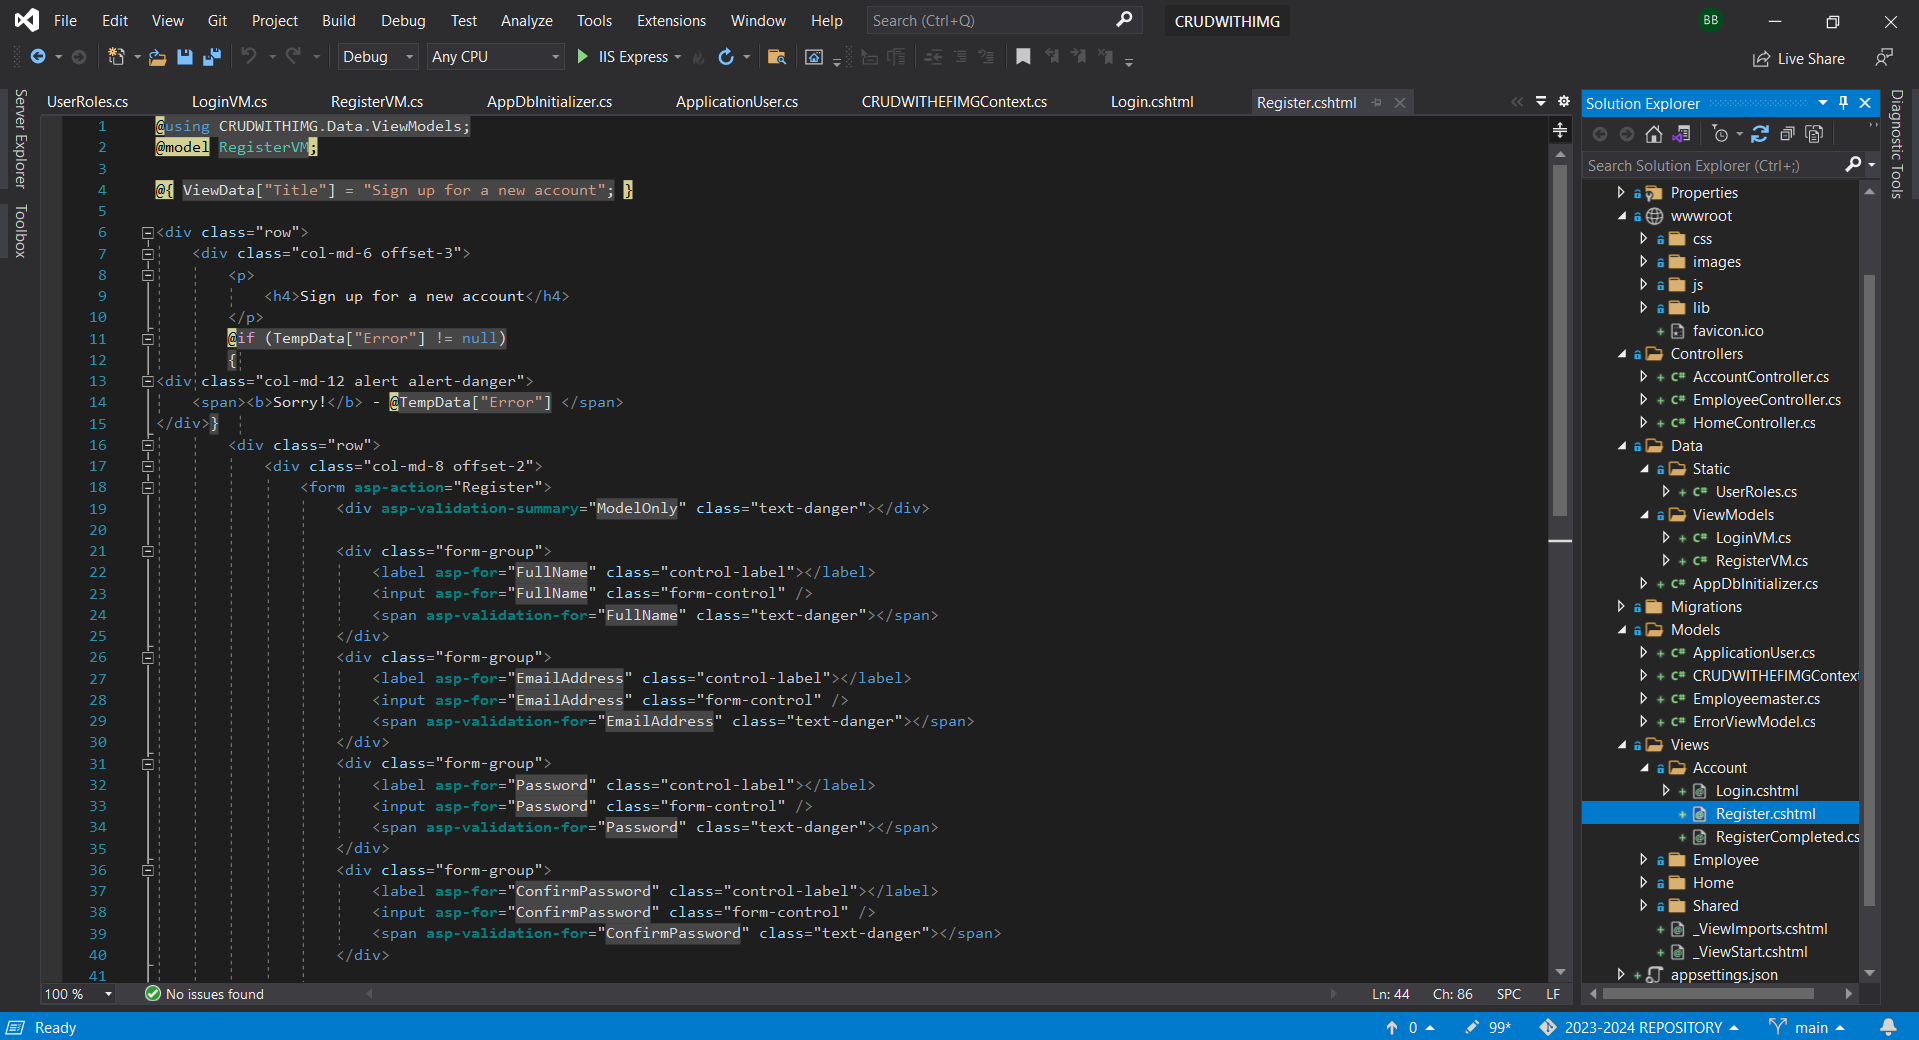 File Edit View Git Project Build Debug Test Analyze Tools Extensions Window Help Search (Ctrl+Q) CRUDWITHIMG BB
Debug Any CPU IIS Express Live Share
Server Explorer
Toolbox
UserRoles.cs LoginVM.cs RegisterVM.cs AppDbInitializer.cs ApplicationUser.cs CRUDWITHEFIMGContext.cs Login.cshtml Register.cshtml
1 @using CRUDWITHIMG.Data.ViewModels;
2 @model RegisterVM;
3
4 @{ ViewData["Title"] = "Sign up for a new account"; }
5
6 <div class="row">
7 <div class="col-md-6 offset-3">
8 <p>
9 <h4>Sign up for a new account</h4>
10 </p>
11 @if (TempData["Error"] != null)
12 {
13 <div class="col-md-12 alert alert-danger">
14 <span><b>Sorry!</b> - @TempData["Error"] </span>
15 </div>}
16 <div class="row">
17 <div class="col-md-8 offset-2">
18 <form asp-action="Register">
19 <div asp-validation-summary="ModelOnly" class="text-danger"></div>
20
21 <div class="form-group">
22 <label asp-for="FullName" class="control-label"></label>
23 <input asp-for="FullName" class="form-control" />
24 <span asp-validation-for="FullName" class="text-danger"></span>
25 </div>
26 <div class="form-group">
27 <label asp-for="EmailAddress" class="control-label"></label>
28 <input asp-for="EmailAddress" class="form-control" />
29 <span asp-validation-for="EmailAddress" class="text-danger"></span>
30 </div>
31 <div class="form-group">
32 <label asp-for="Password" class="control-label"></label>
33 <input asp-for="Password" class="form-control" />
34 <span asp-validation-for="Password" class="text-danger"></span>
35 </div>
36 <div class="form-group">
37 <label asp-for="ConfirmPassword" class="control-label"></label>
38 <input asp-for="ConfirmPassword" class="form-control" />
39 <span asp-validation-for="ConfirmPassword" class="text-danger"></span>
40 </div>
41
100 % No issues found Ln: 44 Ch: 86 SPC LF
Solution Explorer
Search Solution Explorer (Ctrl+;)
Properties
wwwroot
css
images
js
lib
favicon.ico
Controllers
C# AccountController.cs
C# EmployeeController.cs
C# HomeController.cs
Data
Static
C# UserRoles.cs
ViewModels
C# LoginVM.cs
C# RegisterVM.cs
C# AppDbInitializer.cs
Migrations
Models
C# ApplicationUser.cs
C# CRUDWITHEFIMGContext
C# Employeemaster.cs
C# ErrorViewModel.cs
Views
Account
Login.cshtml
Register.cshtml
RegisterCompleted.cs
Employee
Home
Shared
_ViewImports.cshtml
_ViewStart.cshtml
appsettings.json
Diagnostic Tools
Ready 0 99* 2023-2024 REPOSITORY main